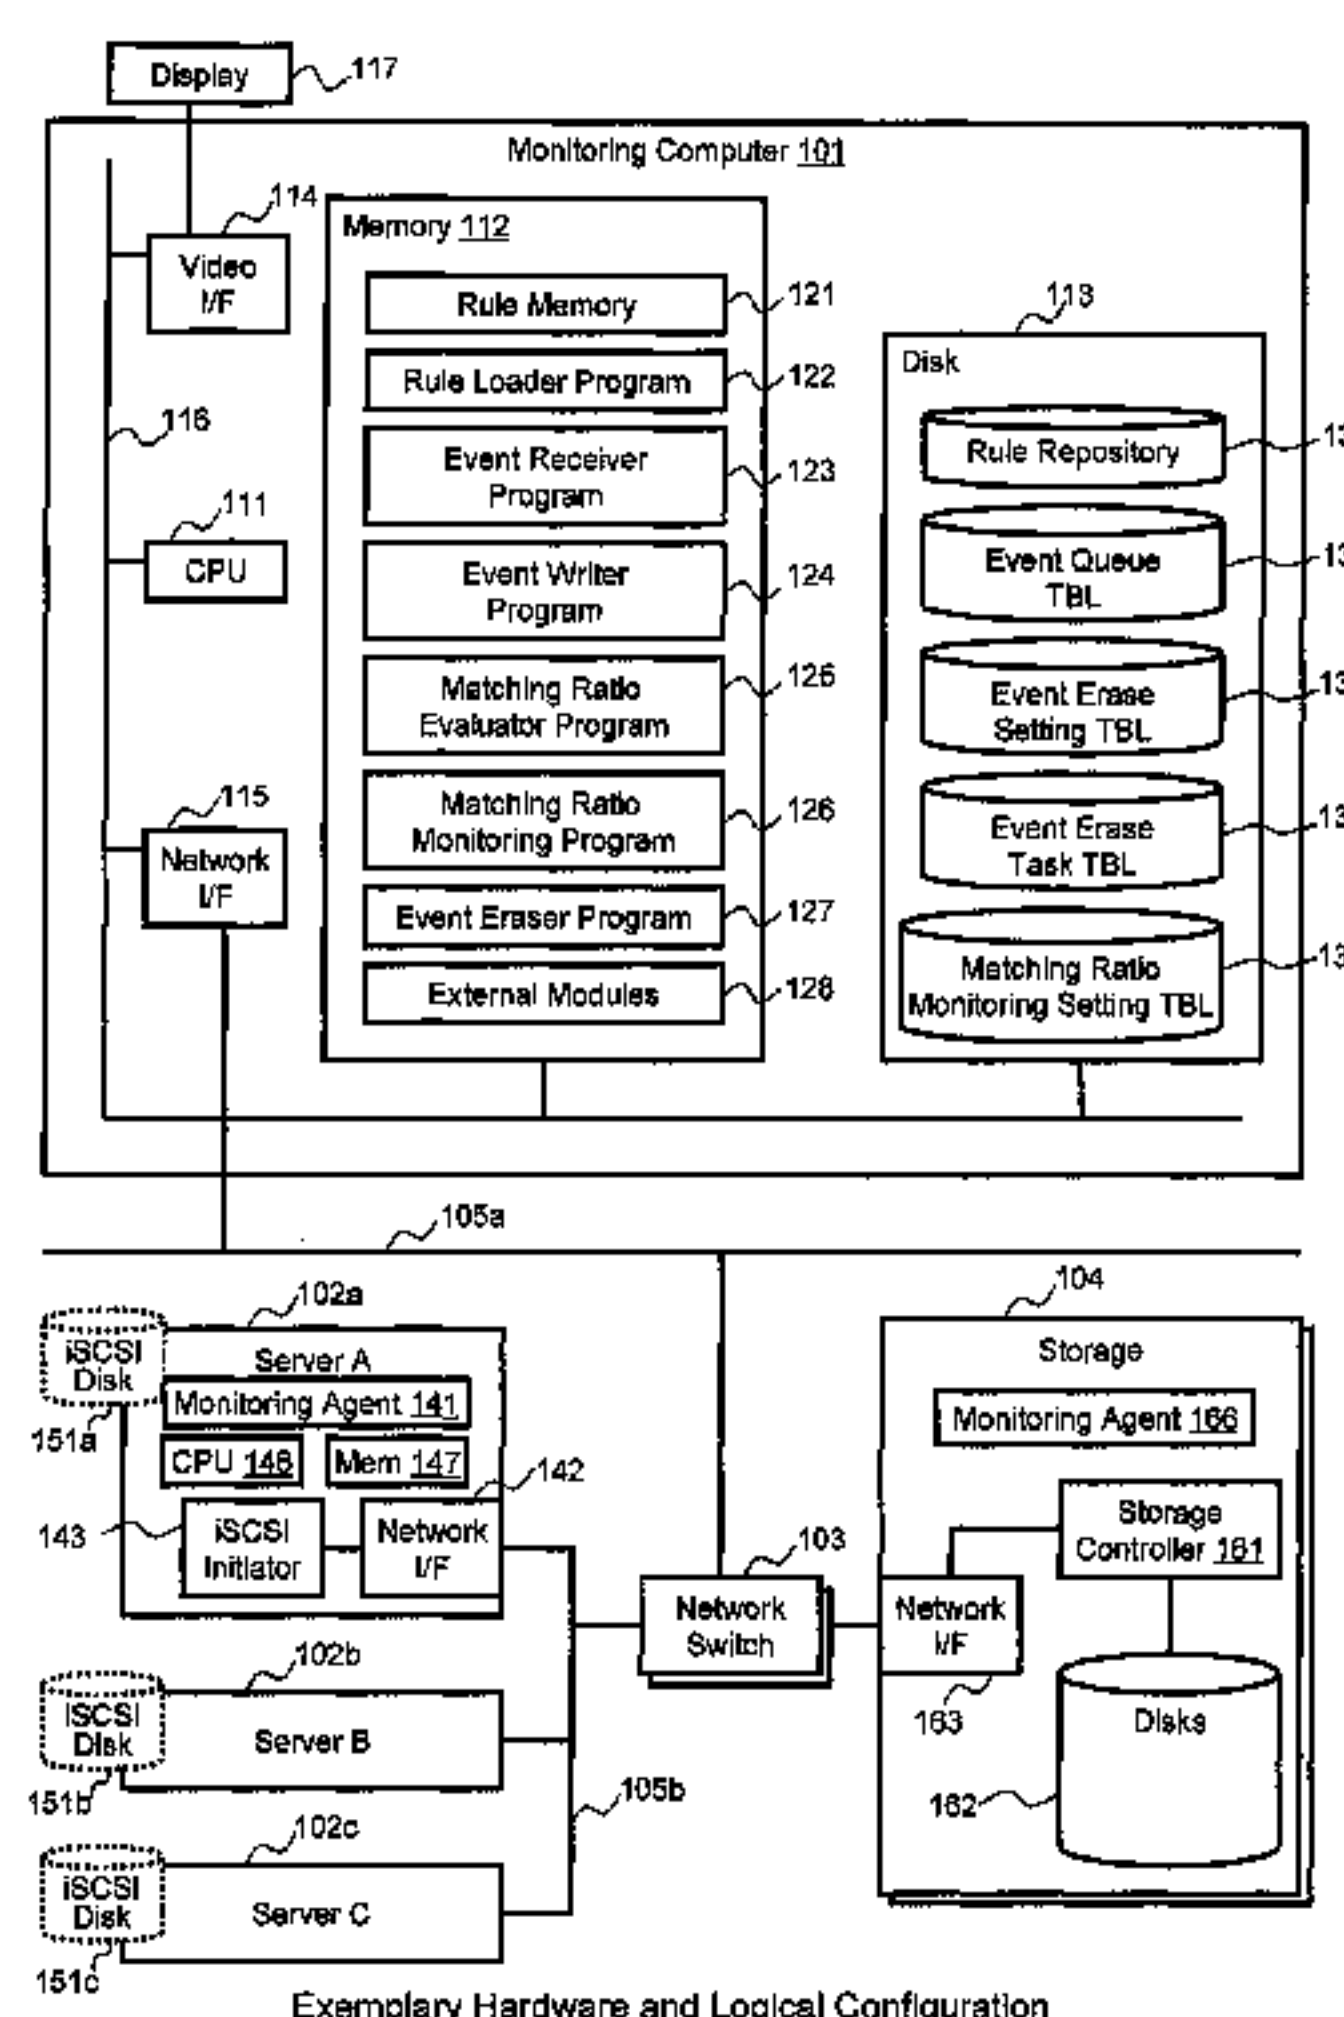 Display
117
Monitoring Computer 101
114
Video
I/F
Memory 112
Rule Memory
121
Rule Loader Program
122
Event Receiver
Program
123
Event Writer
Program
124
Matching Ratio
Evaluator Program
125
Matching Ratio
Monitoring Program
126
Event Eraser Program
127
External Modules
128
113
Disk
Rule Repository
13
Event Queue
TBL
13
Event Erase
Setting TBL
13
Event Erase
Task TBL
13
Matching Ratio
Monitoring Setting TBL
13
116
111
CPU
115
Network
I/F
105a
102a
iSCSI
Disk
151a
Server A
Monitoring Agent 141
CPU 146
Mem 147
142
143
iSCSI
Initiator
Network
I/F
102b
iSCSI
Disk
151b
Server B
102c
iSCSI
Disk
151c
Server C
105b
103
Network
Switch
104
Storage
Monitoring Agent 166
Storage
Controller 161
Network
I/F
163
Disks
162
Exemplary Hardware and Logical Configuration